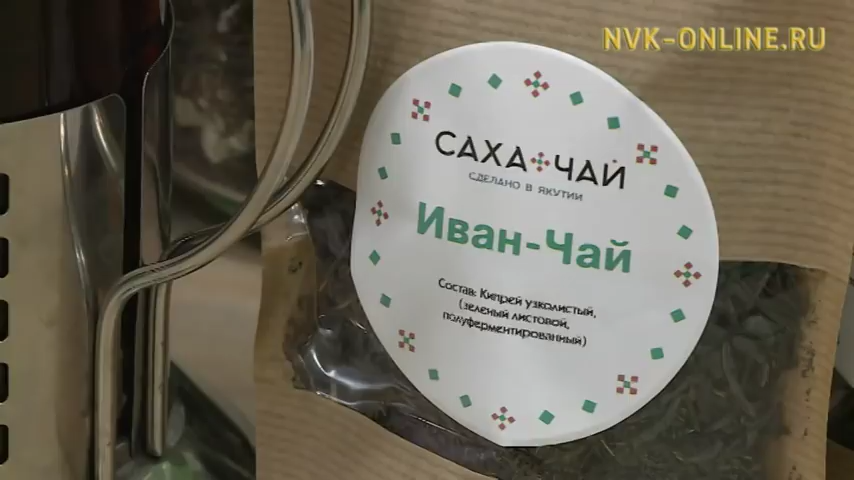 NVK-ONLINE.RU
САХА ЧАЙ
СДЕЛАНО В ЯКУТИИ
Иван-Чай
Состав: Кипрей узколистый,
(зеленый листовой,
полуферментированный)